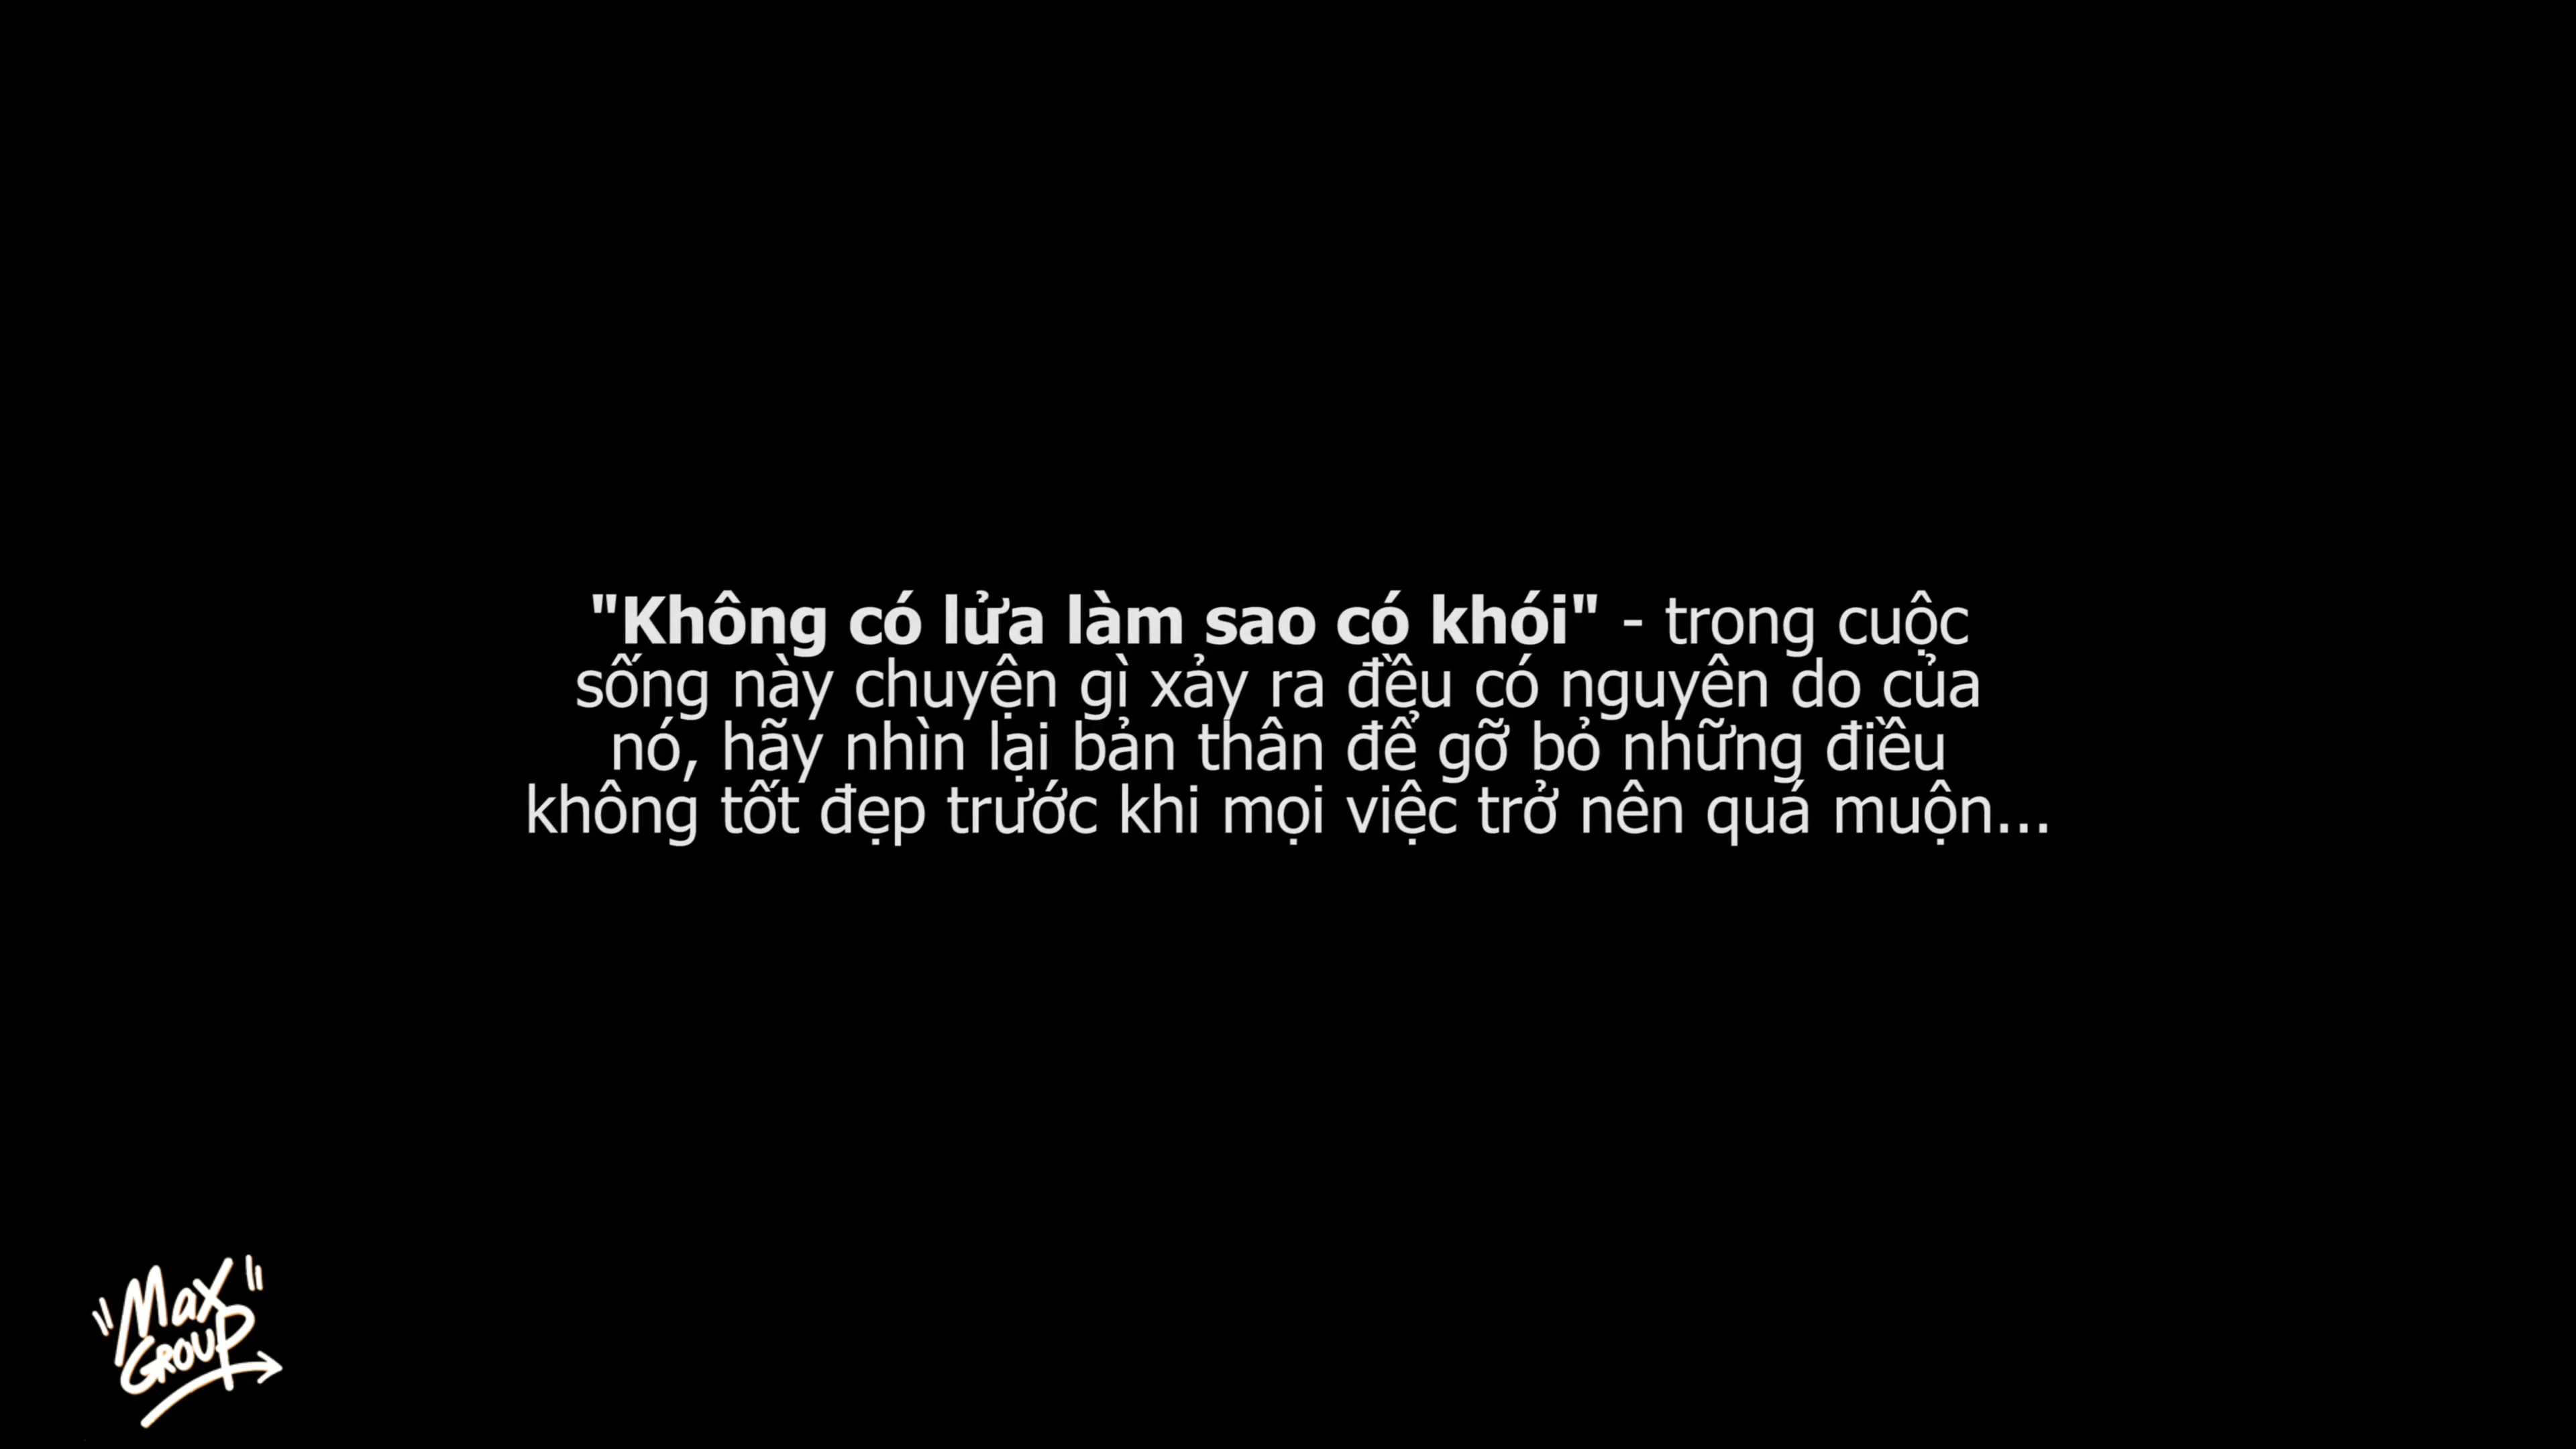 "Không có lửa làm sao có khói" - trong cuộc
sống này chuyện gì xảy ra đều có nguyên do của
nó, hãy nhìn lại bản thân để gỡ bỏ những điều
không tốt đẹp trước khi mọi việc trở nên quá muộn...
"Max"
GROUP